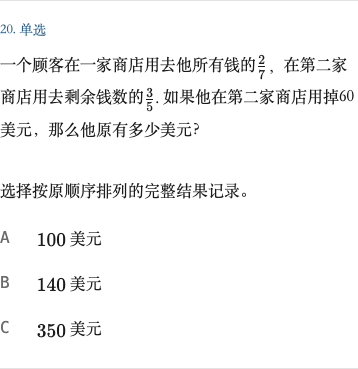 20. 单选
一个顾客在一家商店用去他所有钱的2/7，在第二家
商店用去剩余钱数的3/5. 如果他在第二家商店用掉60
美元，那么他原有多少美元?
选择按原顺序排列的完整结果记录。
A 100 美元
B 140 美元
C 350 美元